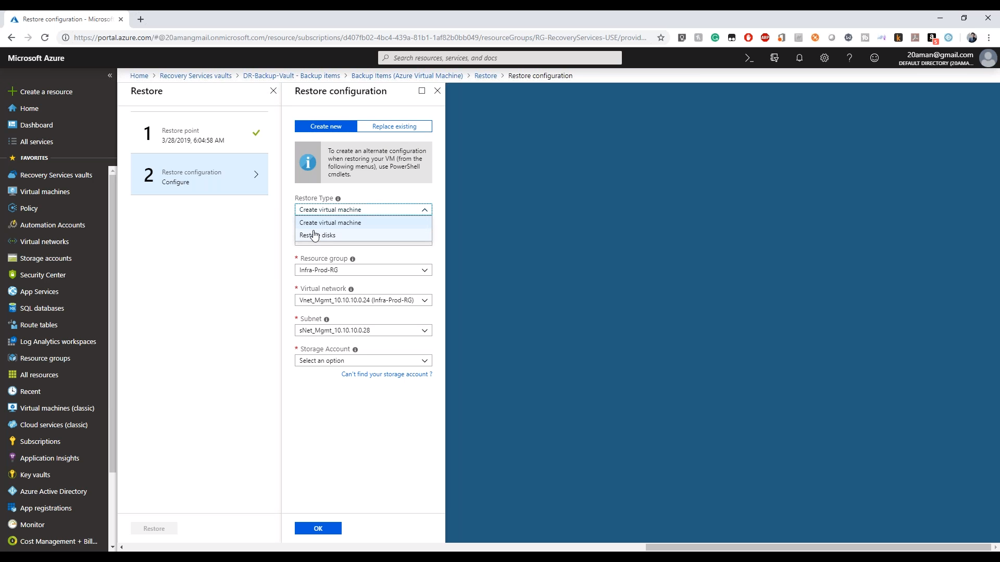 Restore configuration - Microsof
https://portal.azure.com/#@20amangmail.onmicrosoft.com/resource/subscriptions/d407fb02-4bc4-439a-81b1-1af82b0bb049/resourceGroups/RG-RecoveryServices-USE/provid...
ABP
5
Microsoft Azure
Search resources, services, and docs
20aman@gmail.com
DEFAULT DIRECTORY (20AMA...
Home > Recovery Services vaults > DR-Backup-Vault - Backup items > Backup Items (Azure Virtual Machine) > Restore > Restore configuration
Create a resource
Home
Dashboard
All services
FAVORITES
Recovery Services vaults
Virtual machines
Policy
Automation Accounts
Virtual networks
Storage accounts
Security Center
App Services
SQL databases
Route tables
Log Analytics workspaces
Resource groups
All resources
Recent
Virtual machines (classic)
Cloud services (classic)
Subscriptions
Application Insights
Key vaults
Azure Active Directory
App registrations
Monitor
Cost Management + Bill...
Restore
1
Restore point
3/28/2019, 6:04:58 AM
2
Restore configuration
Configure
Restore
Restore configuration
Create new
Replace existing
To create an alternate configuration
when restoring your VM (from the
following menus), use PowerShell
cmdlets.
Restore Type
Create virtual machine
Create virtual machine
Restore disks
* Resource group
Infra-Prod-RG
* Virtual network
Vnet_Mgmt_10.10.10.0.24 (Infra-Prod-RG)
* Subnet
sNet_Mgmt_10.10.10.0.28
* Storage Account
Select an option
Can't find your storage account ?
OK